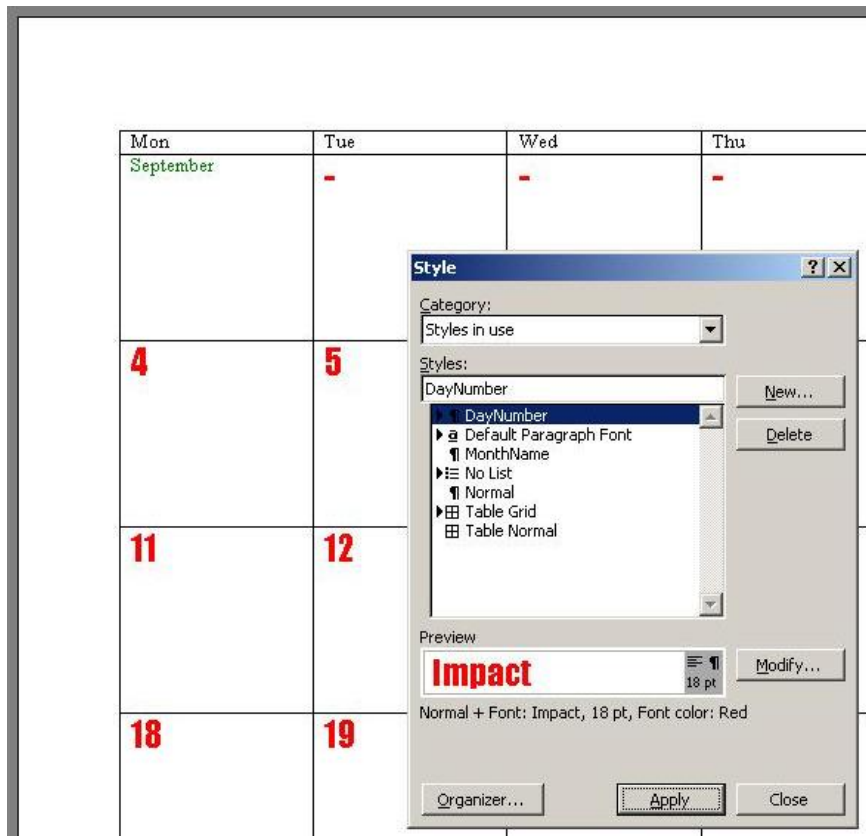 Mon Tue Wed Thu
September - - -
Style
Category:
Styles in use
Styles:
DayNumber
New...
DayNumber
Delete
a Default Paragraph Font
¶ MonthName
No List
¶ Normal
Table Grid
Table Normal
4 5
11 12
Preview
Impact
¶
18 pt
Modify...
Normal + Font: Impact, 18 pt, Font color: Red
18 19
Organizer...
Apply
Close